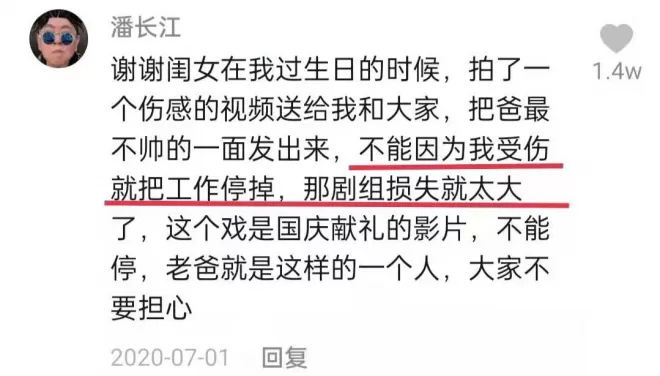 潘长江
谢谢闺女在我过生日的时候，拍了一
个伤感的视频送给我和大家，把爸最
不帅的一面发出来，不能因为我受伤
就把工作停掉，那剧组损失就太大
了，这个戏是国庆献礼的影片，不能
停，老爸就是这样的一个人，大家不
要担心
2020-07-01 回复
1.4w